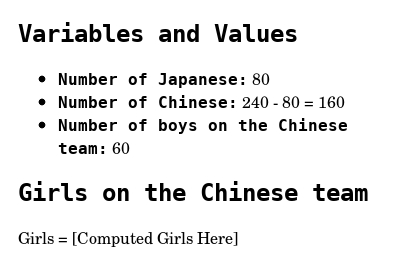 Variables and Values
• Number of Japanese: 80
• Number of Chinese: 240 - 80 = 160
• Number of boys on the Chinese
team: 60
Girls on the Chinese team
Girls = [Computed Girls Here]